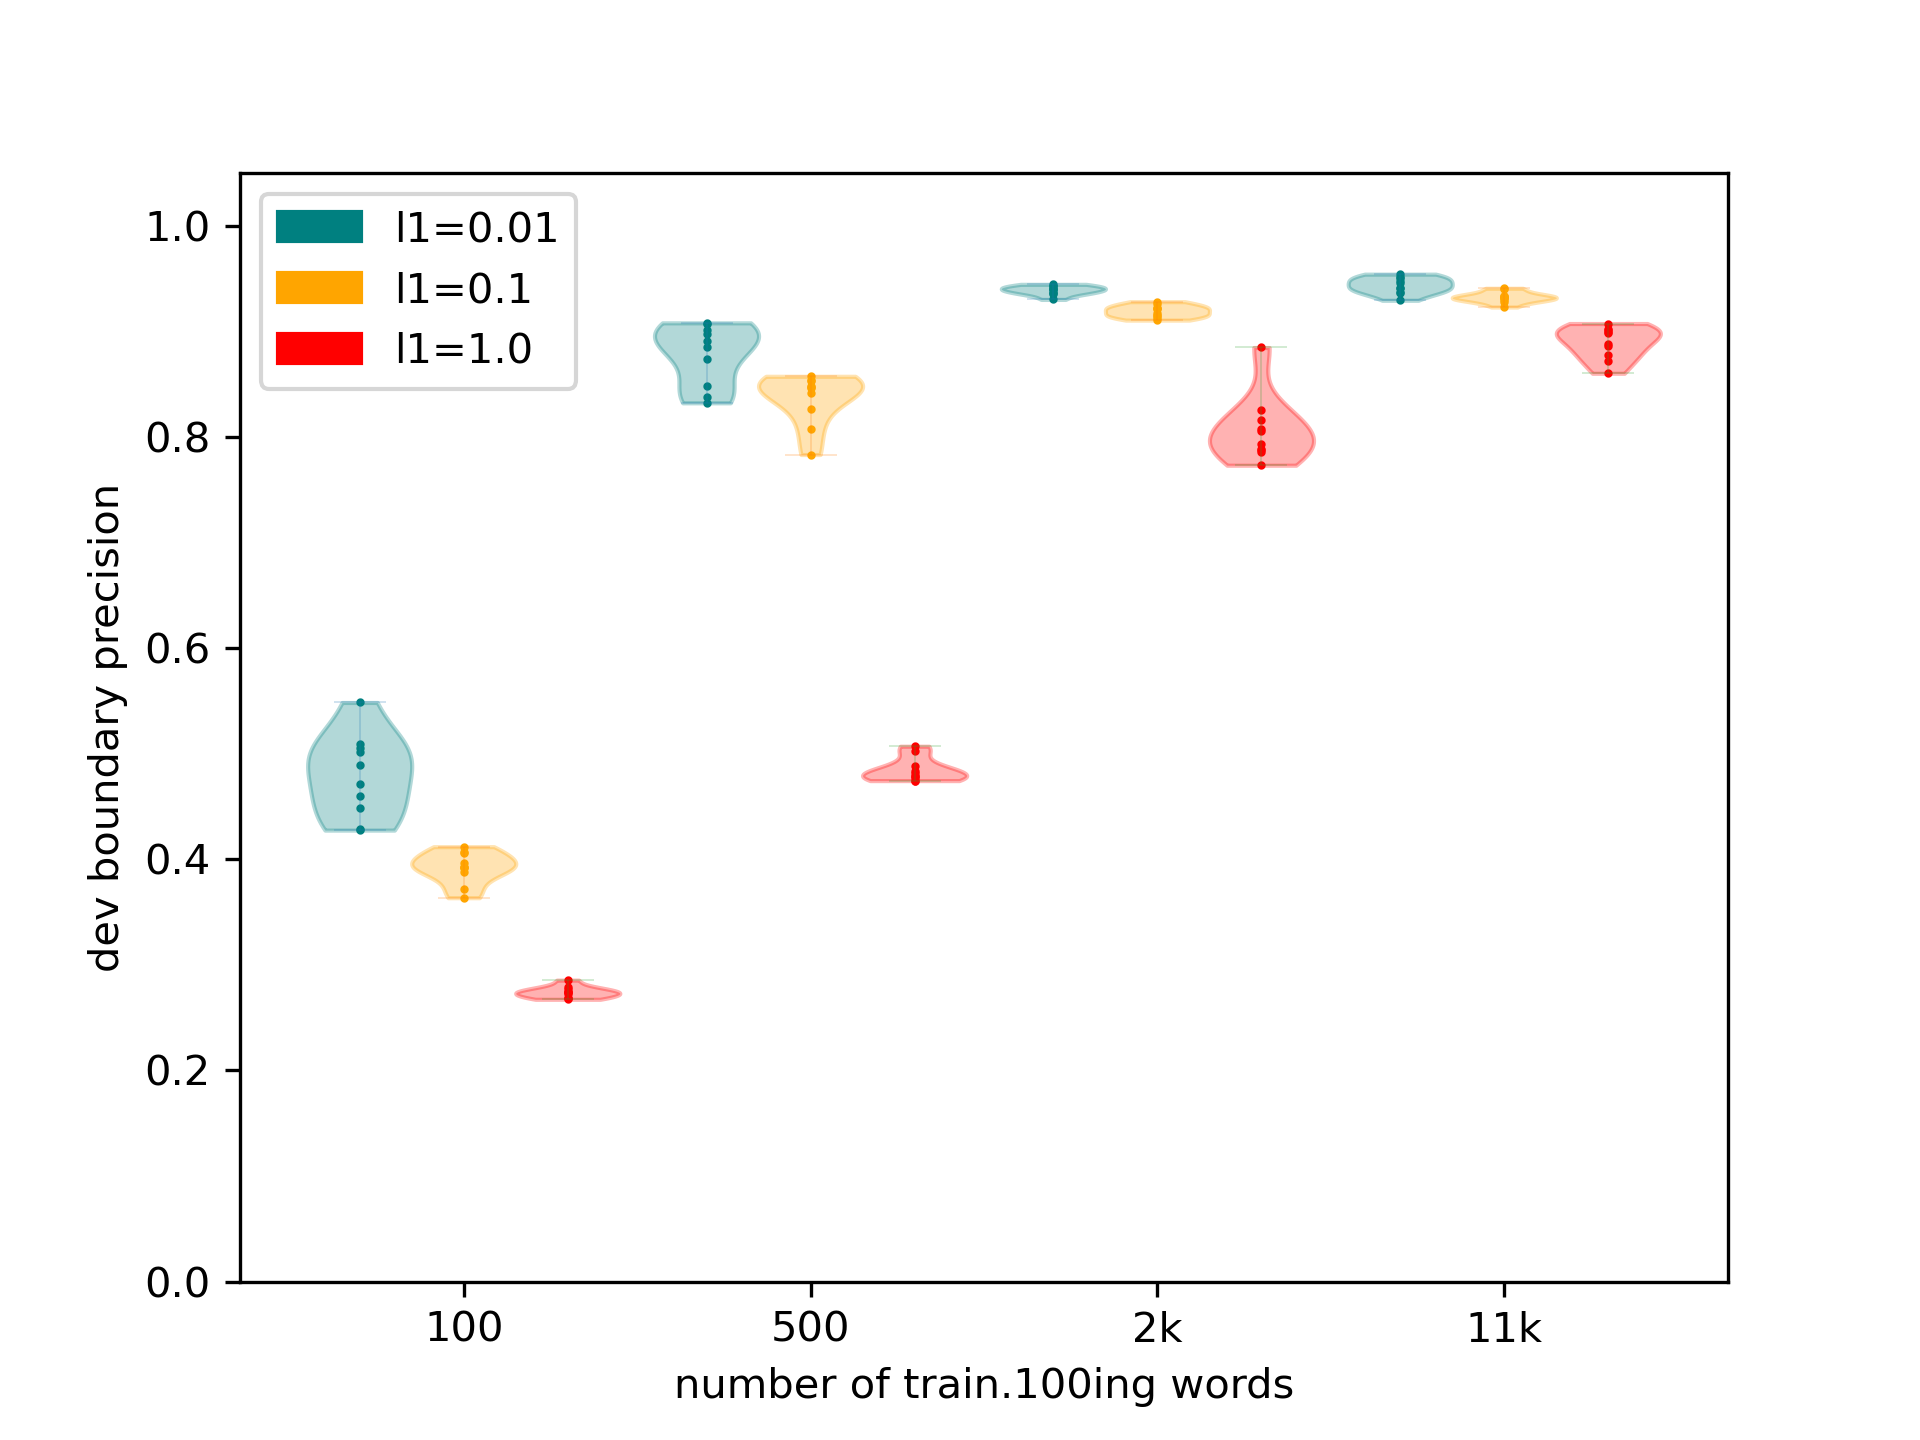 l1=0.01
l1=0.1
l1=1.0
1.0
0.8
0.6
0.4
0.2
0.0
dev boundary precision
100 500 2k 11k
number of train.100ing words